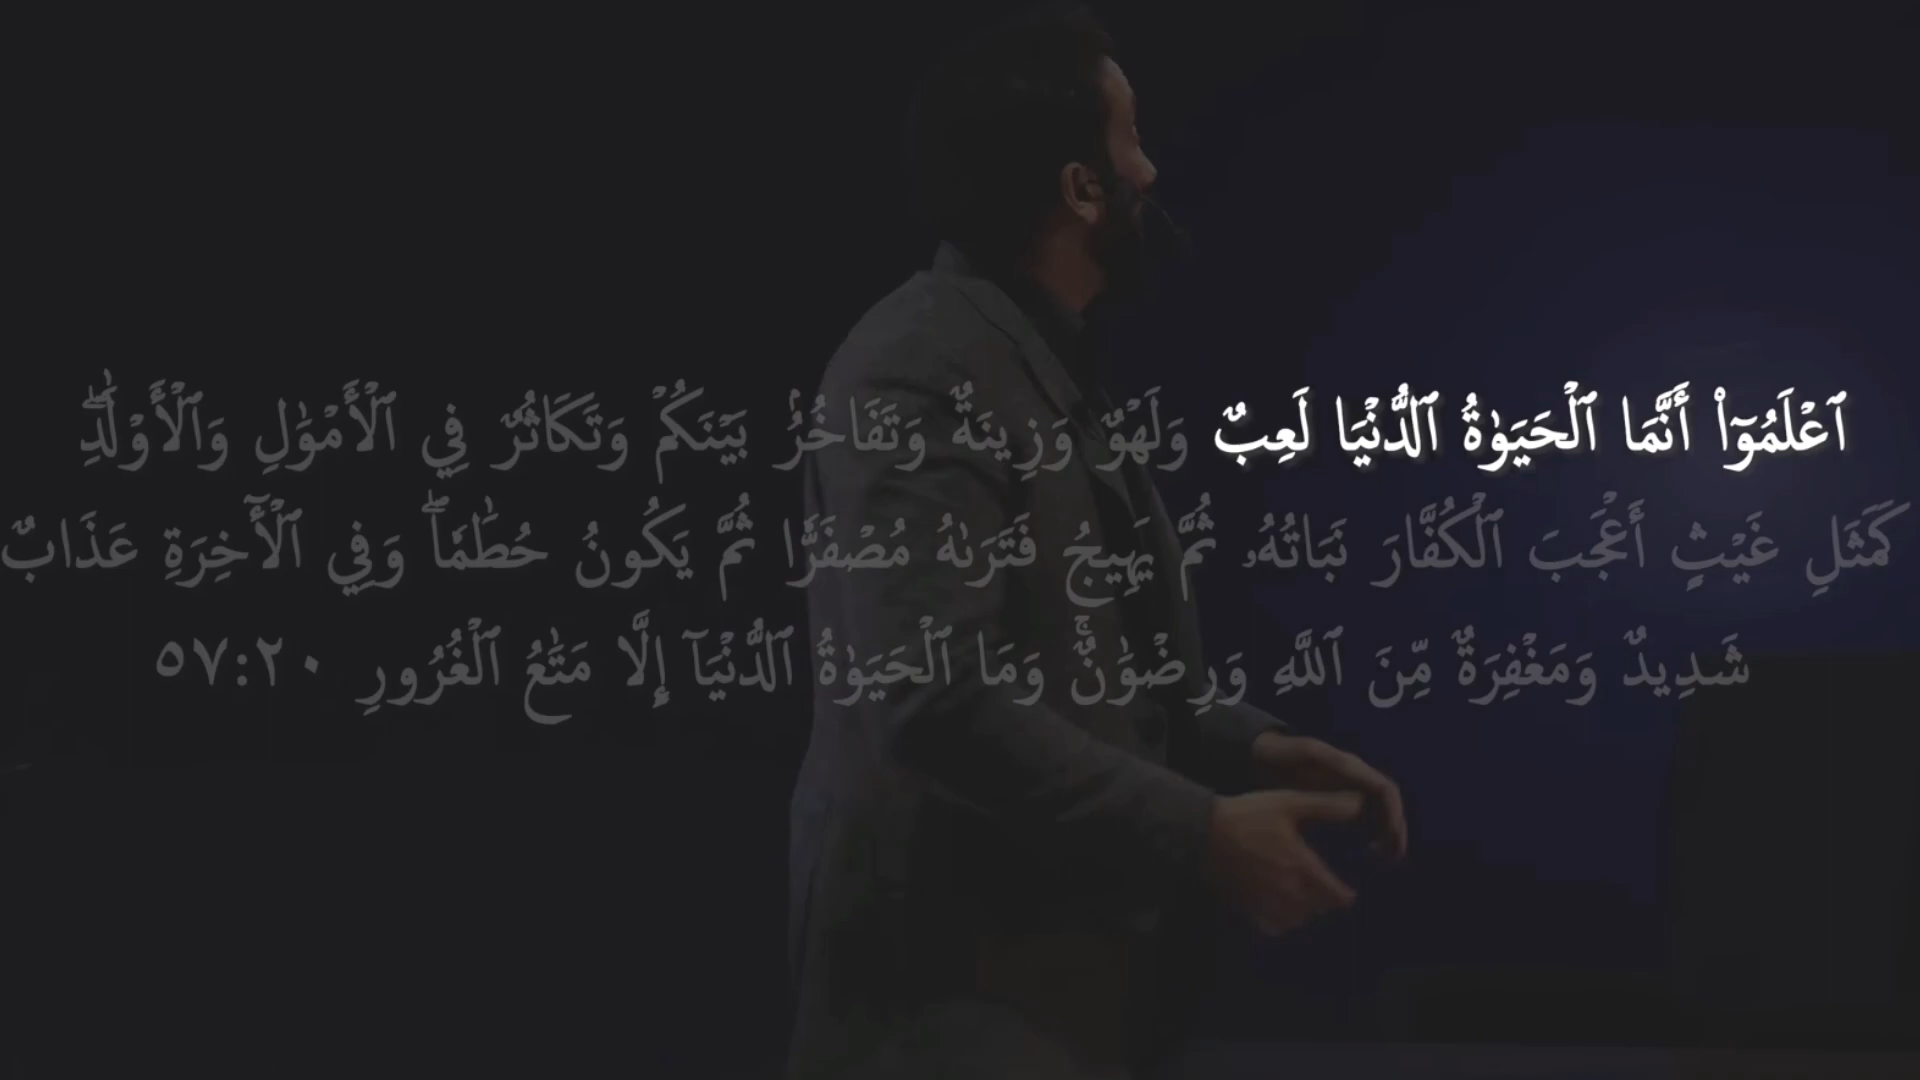 ٱعْلَمُوٓا۟ أَنَّمَا ٱلْحَيَوٰةُ ٱلدُّنْيَا لَعِبٌ وَلَهْوٌ وَزِينَةٌ وَتَفَاخُرٌۢ بَيْنَكُمْ وَتَكَاثُرٌ فِي ٱلْأَمْوَٰلِ وَٱلْأَوْلَٰدِۖ
كَمَثَلِ غَيْثٍ أَعْجَبَ ٱلْكُفَّارَ نَبَاتُهُۥ ثُمَّ يَهِيجُ فَتَرَىٰهُ مُصْفَرًّا ثُمَّ يَكُونُ حُطَٰمًاۖ وَفِي ٱلْأَٓخِرَةِ عَذَابٌ
شَدِيدٌ وَمَغْفِرَةٌ مِّنَ ٱللَّهِ وَرِضْوَٰنٌۚ وَمَا ٱلْحَيَوٰةُ ٱلدُّنْيَآ إِلَّا مَتَٰعُ ٱلْغُرُورِ ٥٧:٢٠